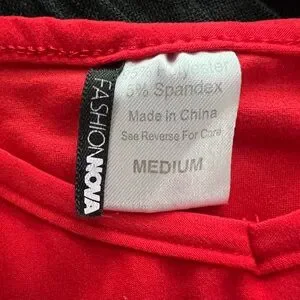 FASHIONNOVA
5% Spandex
Made in China
See Reverse For Care
MEDIUM